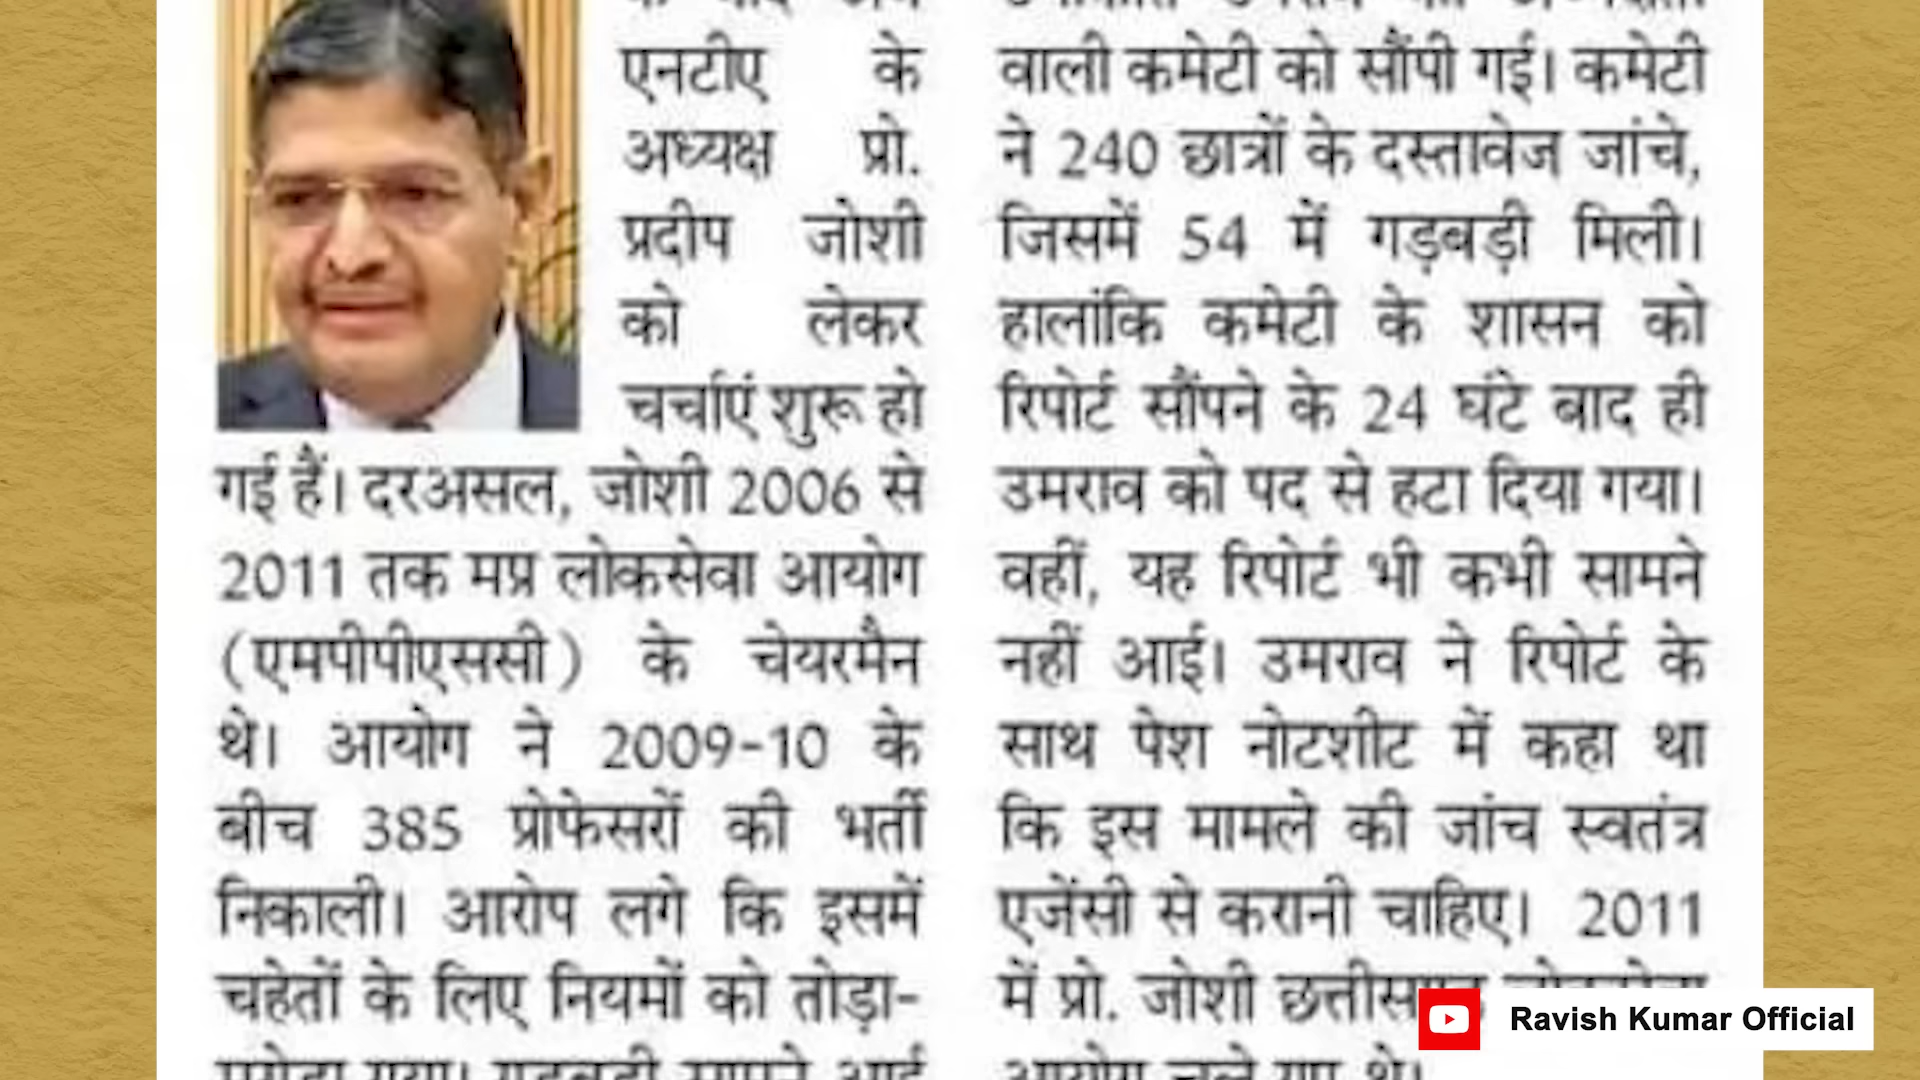 एनटीए के
अध्यक्ष प्रो.
प्रदीप जोशी
को लेकर
चर्चाएं शुरू हो
गई हैं। दरअसल, जोशी 2006 से
2011 तक मप्र लोकसेवा आयोग
(एमपीपीएससी) के चेयरमैन
थे। आयोग ने 2009-10 के
बीच 385 प्रोफेसरों की भर्ती
निकाली। आरोप लगे कि इसमें
चहेतों के लिए नियमों को तोड़ा-
वाली कमेटी को सौंपी गई। कमेटी
ने 240 छात्रों के दस्तावेज जांचे,
जिसमें 54 में गड़बड़ी मिली।
हालांकि कमेटी के शासन को
रिपोर्ट सौंपने के 24 घंटे बाद ही
उमराव को पद से हटा दिया गया।
वहीं, यह रिपोर्ट भी कभी सामने
नहीं आई। उमराव ने रिपोर्ट के
साथ पेश नोटशीट में कहा था
कि इस मामले की जांच स्वतंत्र
एजेंसी से करानी चाहिए। 2011
में प्रो. जोशी
Ravish Kumar Official